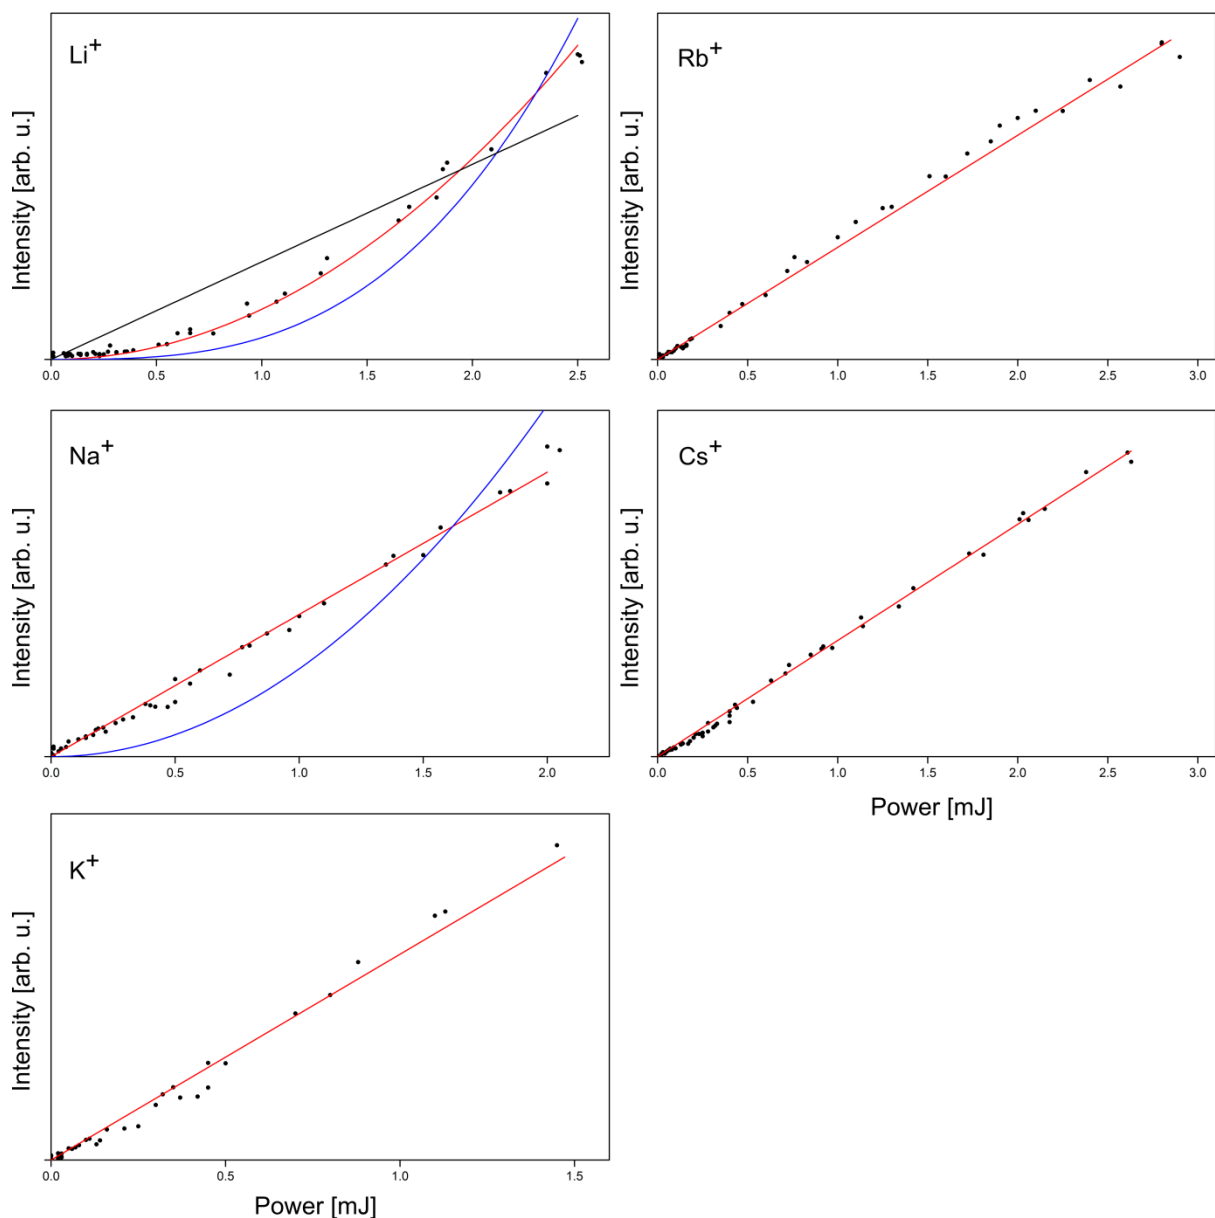 Li+
Intensity [arb. u.]
0.0 0.5 1.0 1.5 2.0 2.5
Rb+
Intensity [arb. u.]
0.0 0.5 1.0 1.5 2.0 2.5 3.0
Na+
Intensity [arb. u.]
0.0 0.5 1.0 1.5 2.0
Cs+
Intensity [arb. u.]
0.0 0.5 1.0 1.5 2.0 2.5 3.0
Power [mJ]
K+
Intensity [arb. u.]
0.0 0.5 1.0 1.5
Power [mJ]